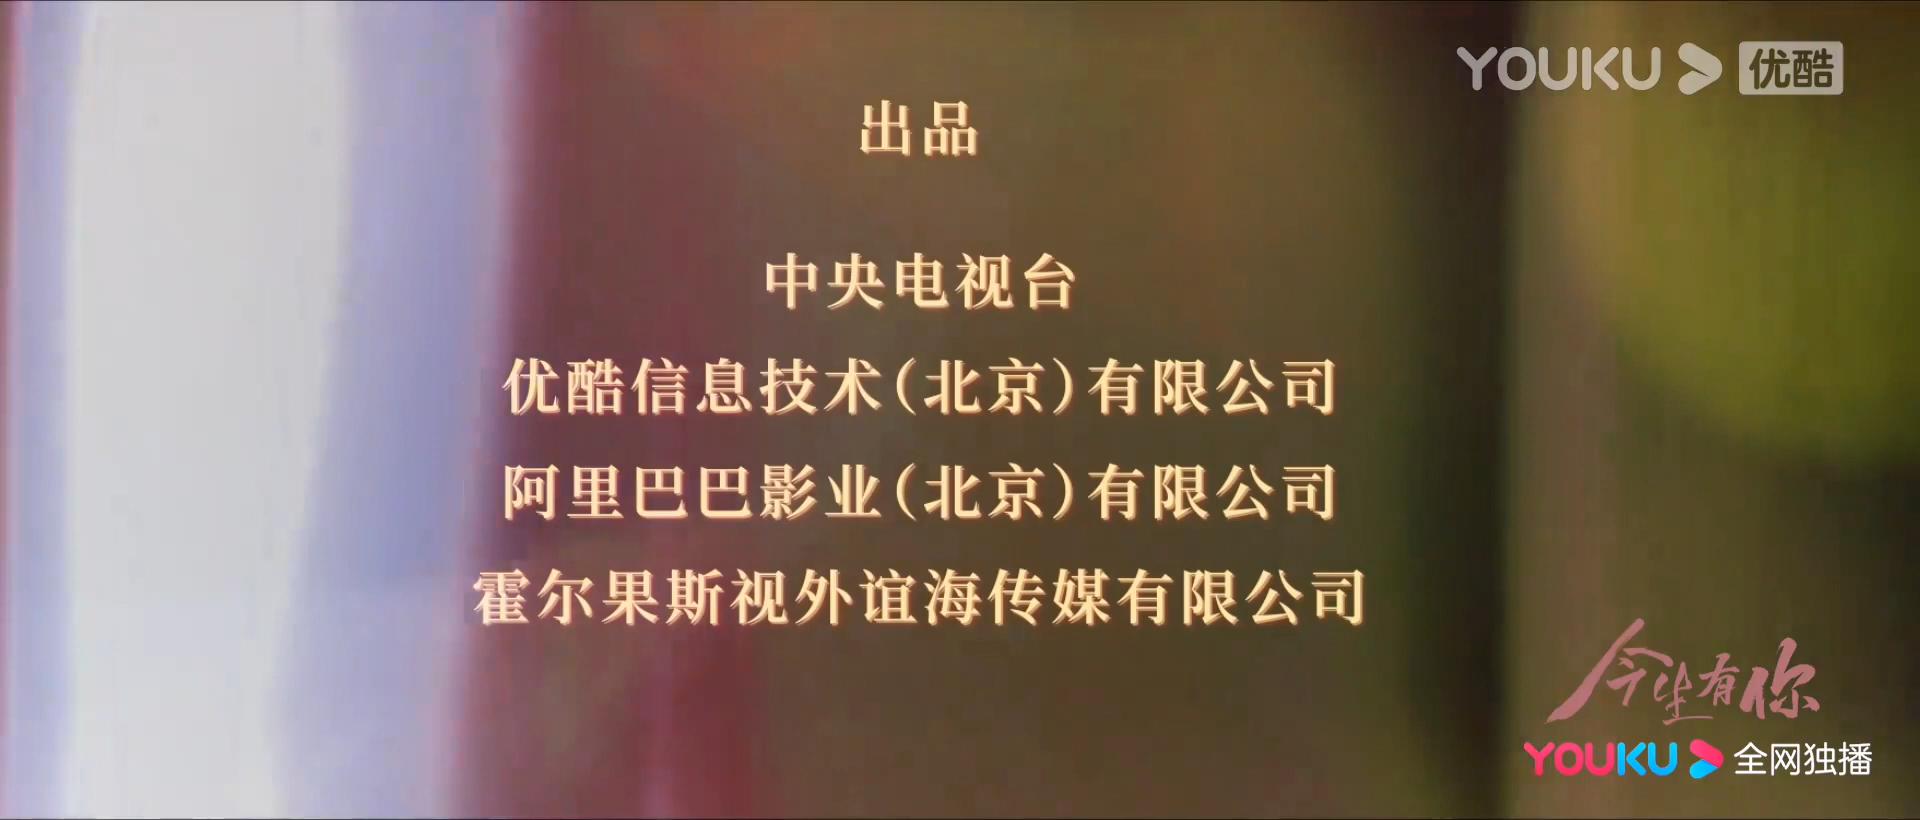 YOUKU 优酷
出品
中央电视台
优酷信息技术(北京)有限公司
阿里巴巴影业(北京)有限公司
霍尔果斯视外谊海传媒有限公司
今生有你
YOUKU 全网独播